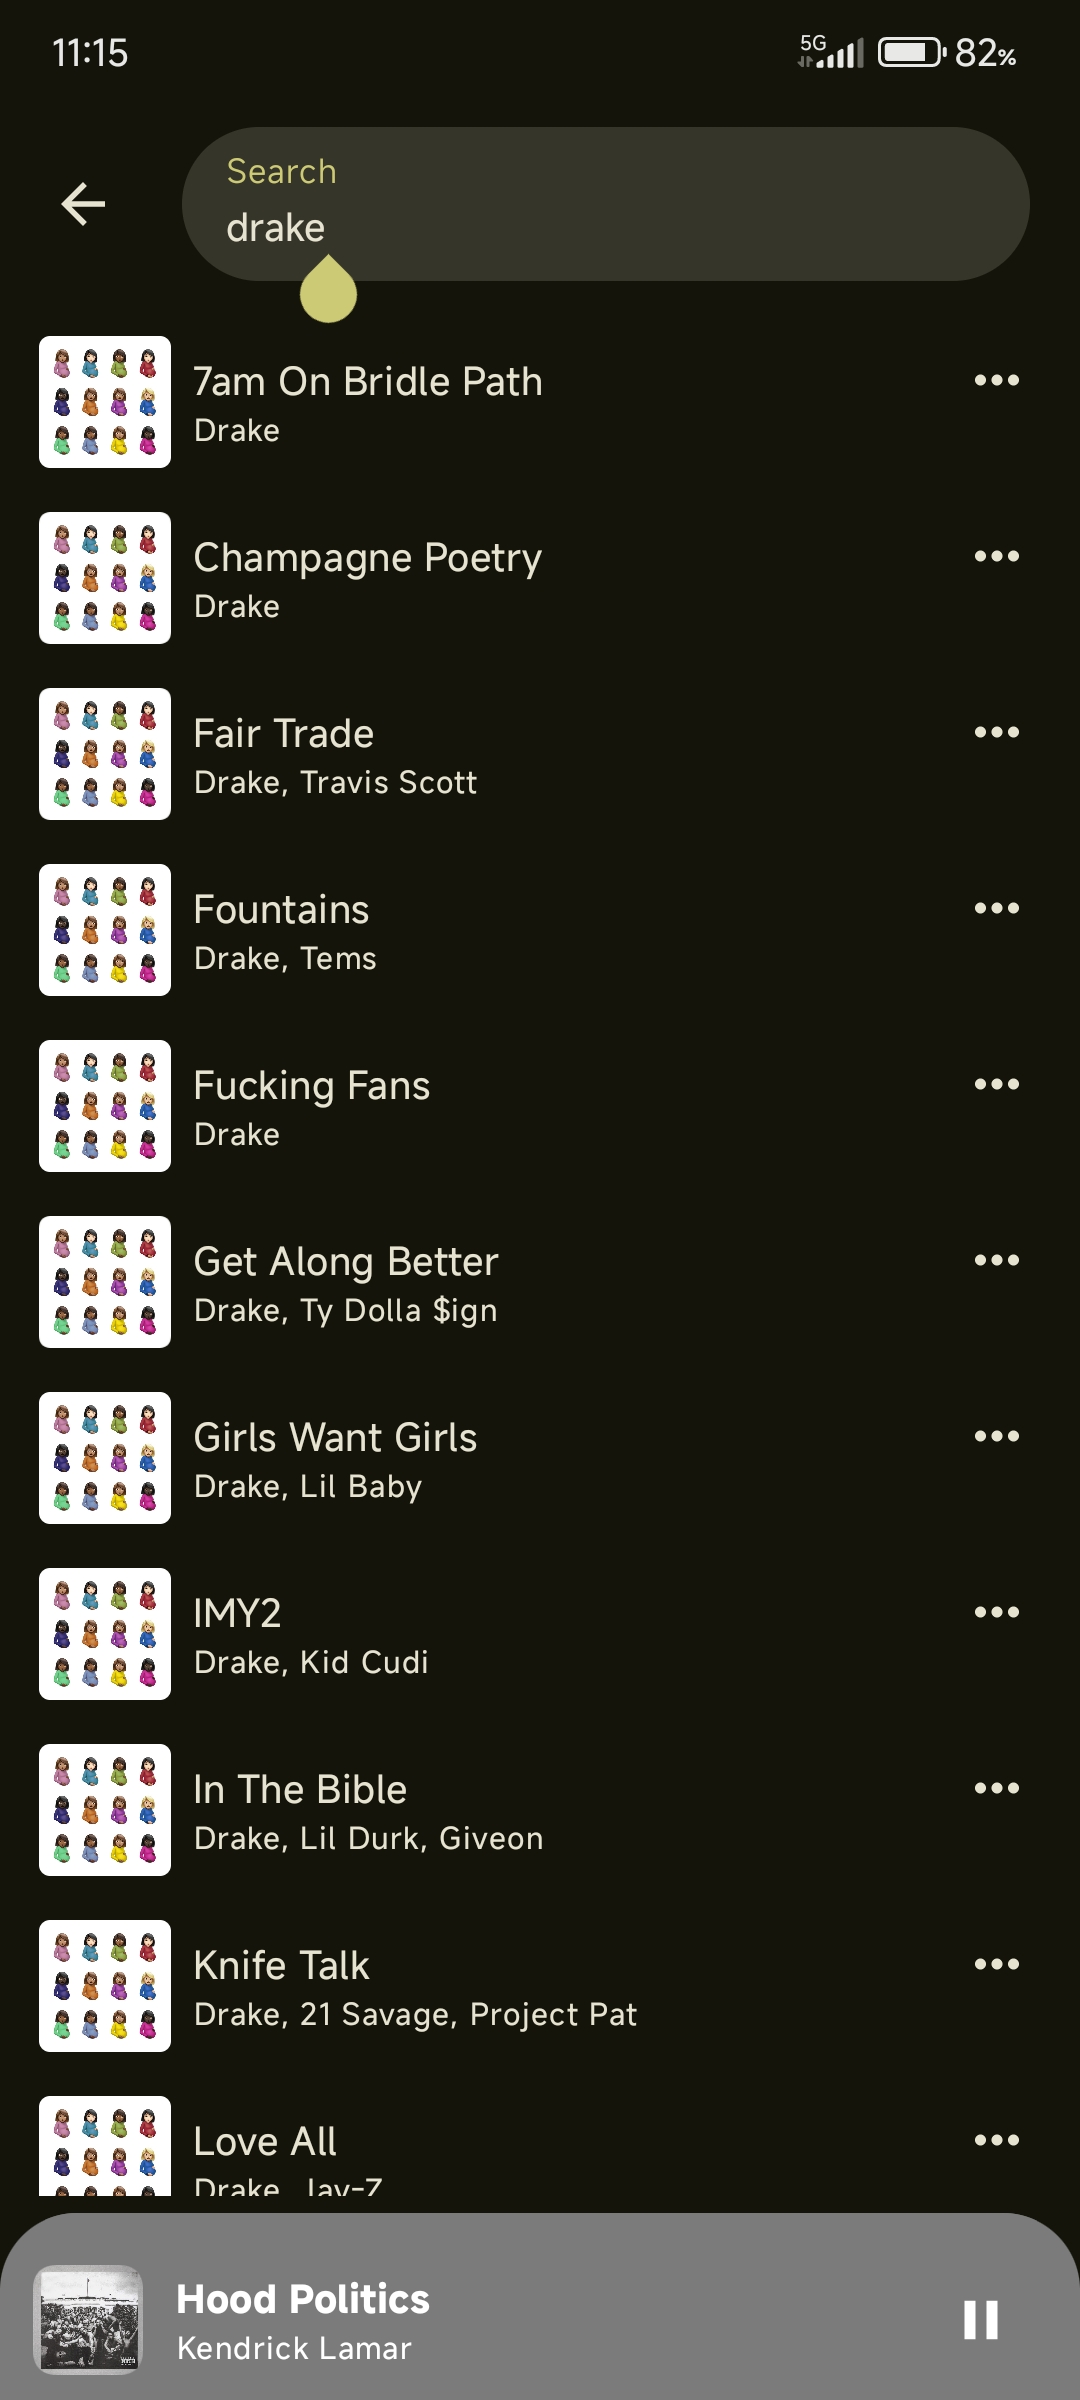 11:15
5G 82%
Search
drake
7am On Bridle Path
Drake
Champagne Poetry
Drake
Fair Trade
Drake, Travis Scott
Fountains
Drake, Tems
Fucking Fans
Drake
Get Along Better
Drake, Ty Dolla $ign
Girls Want Girls
Drake, Lil Baby
IMY2
Drake, Kid Cudi
In The Bible
Drake, Lil Durk, Giveon
Knife Talk
Drake, 21 Savage, Project Pat
Love All
Drake, Jay-Z
Hood Politics
Kendrick Lamar